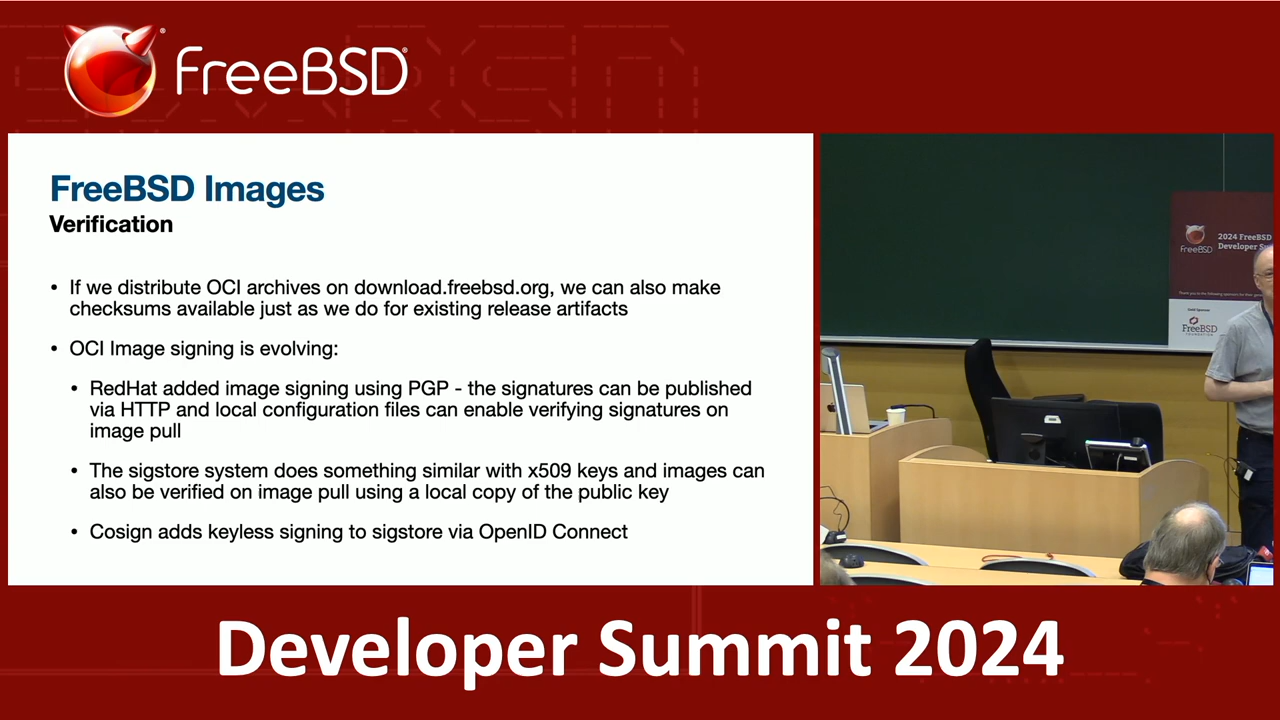 FreeBSD®
FreeBSD Images
Verification
• If we distribute OCI archives on download.freebsd.org, we can also make
checksums available just as we do for existing release artifacts
• OCI Image signing is evolving:
• RedHat added image signing using PGP - the signatures can be published
via HTTP and local configuration files can enable verifying signatures on
image pull
• The sigstore system does something similar with x509 keys and images can
also be verified on image pull using a local copy of the public key
• Cosign adds keyless signing to sigstore via OpenID Connect
2024 FreeBSD
Developer
FreeBSD
FreeBSD
FOUNDATION
Developer Summit 2024